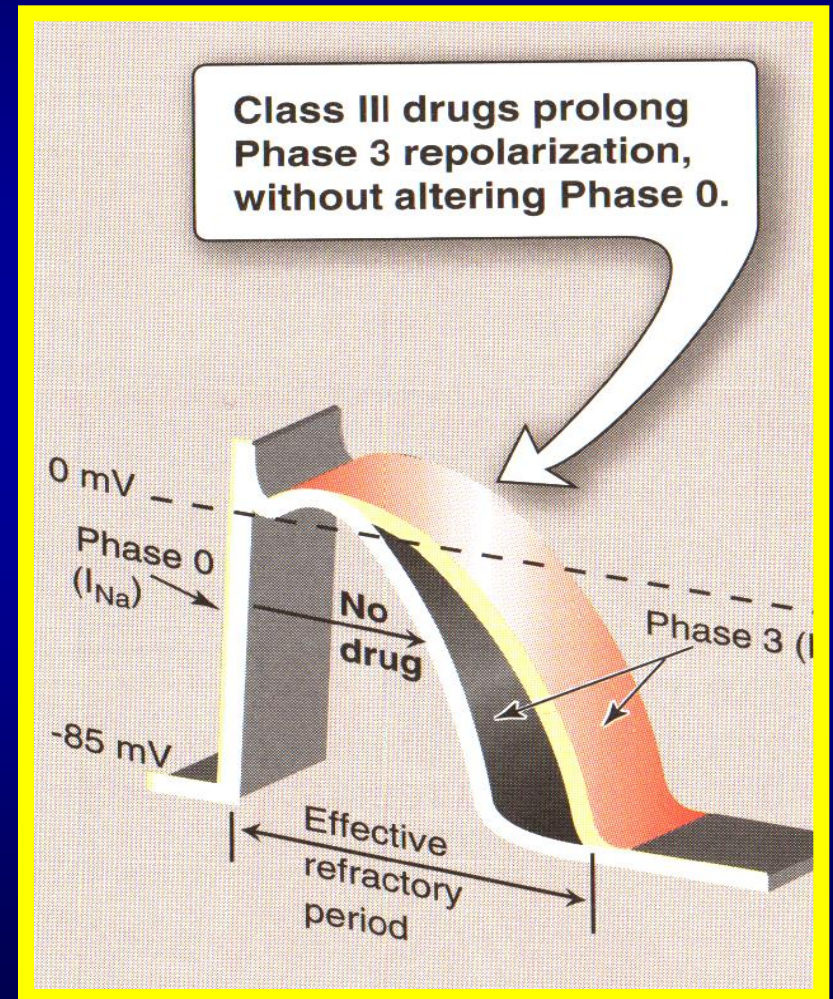 Class III drugs prolong
Phase 3 repolarization,
without altering Phase 0.
0 mV
Phase 0
(INa)
No
drug
Phase 3 (
-85 mV
Effective
refractory
period